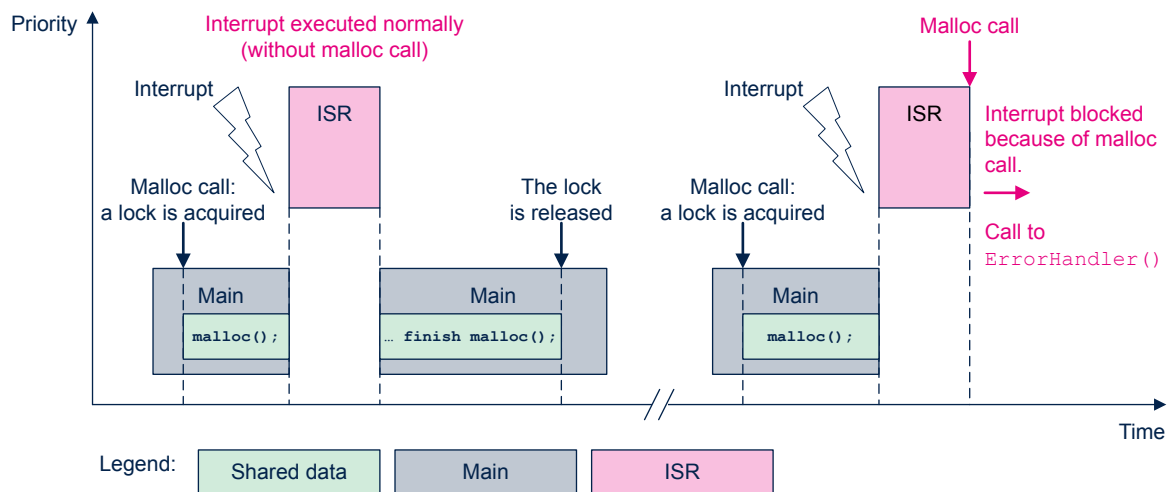 Priority
Interrupt executed normally
(without malloc call)
Malloc call
Interrupt
ISR
Interrupt
ISR
Interrupt blocked
because of malloc
call.
Malloc call:
a lock is acquired
The lock
is released
Malloc call:
a lock is acquired
Call to
ErrorHandler()
Main
Main
Main
malloc();
… finish malloc();
malloc();
Time
Legend:
Shared data
Main
ISR